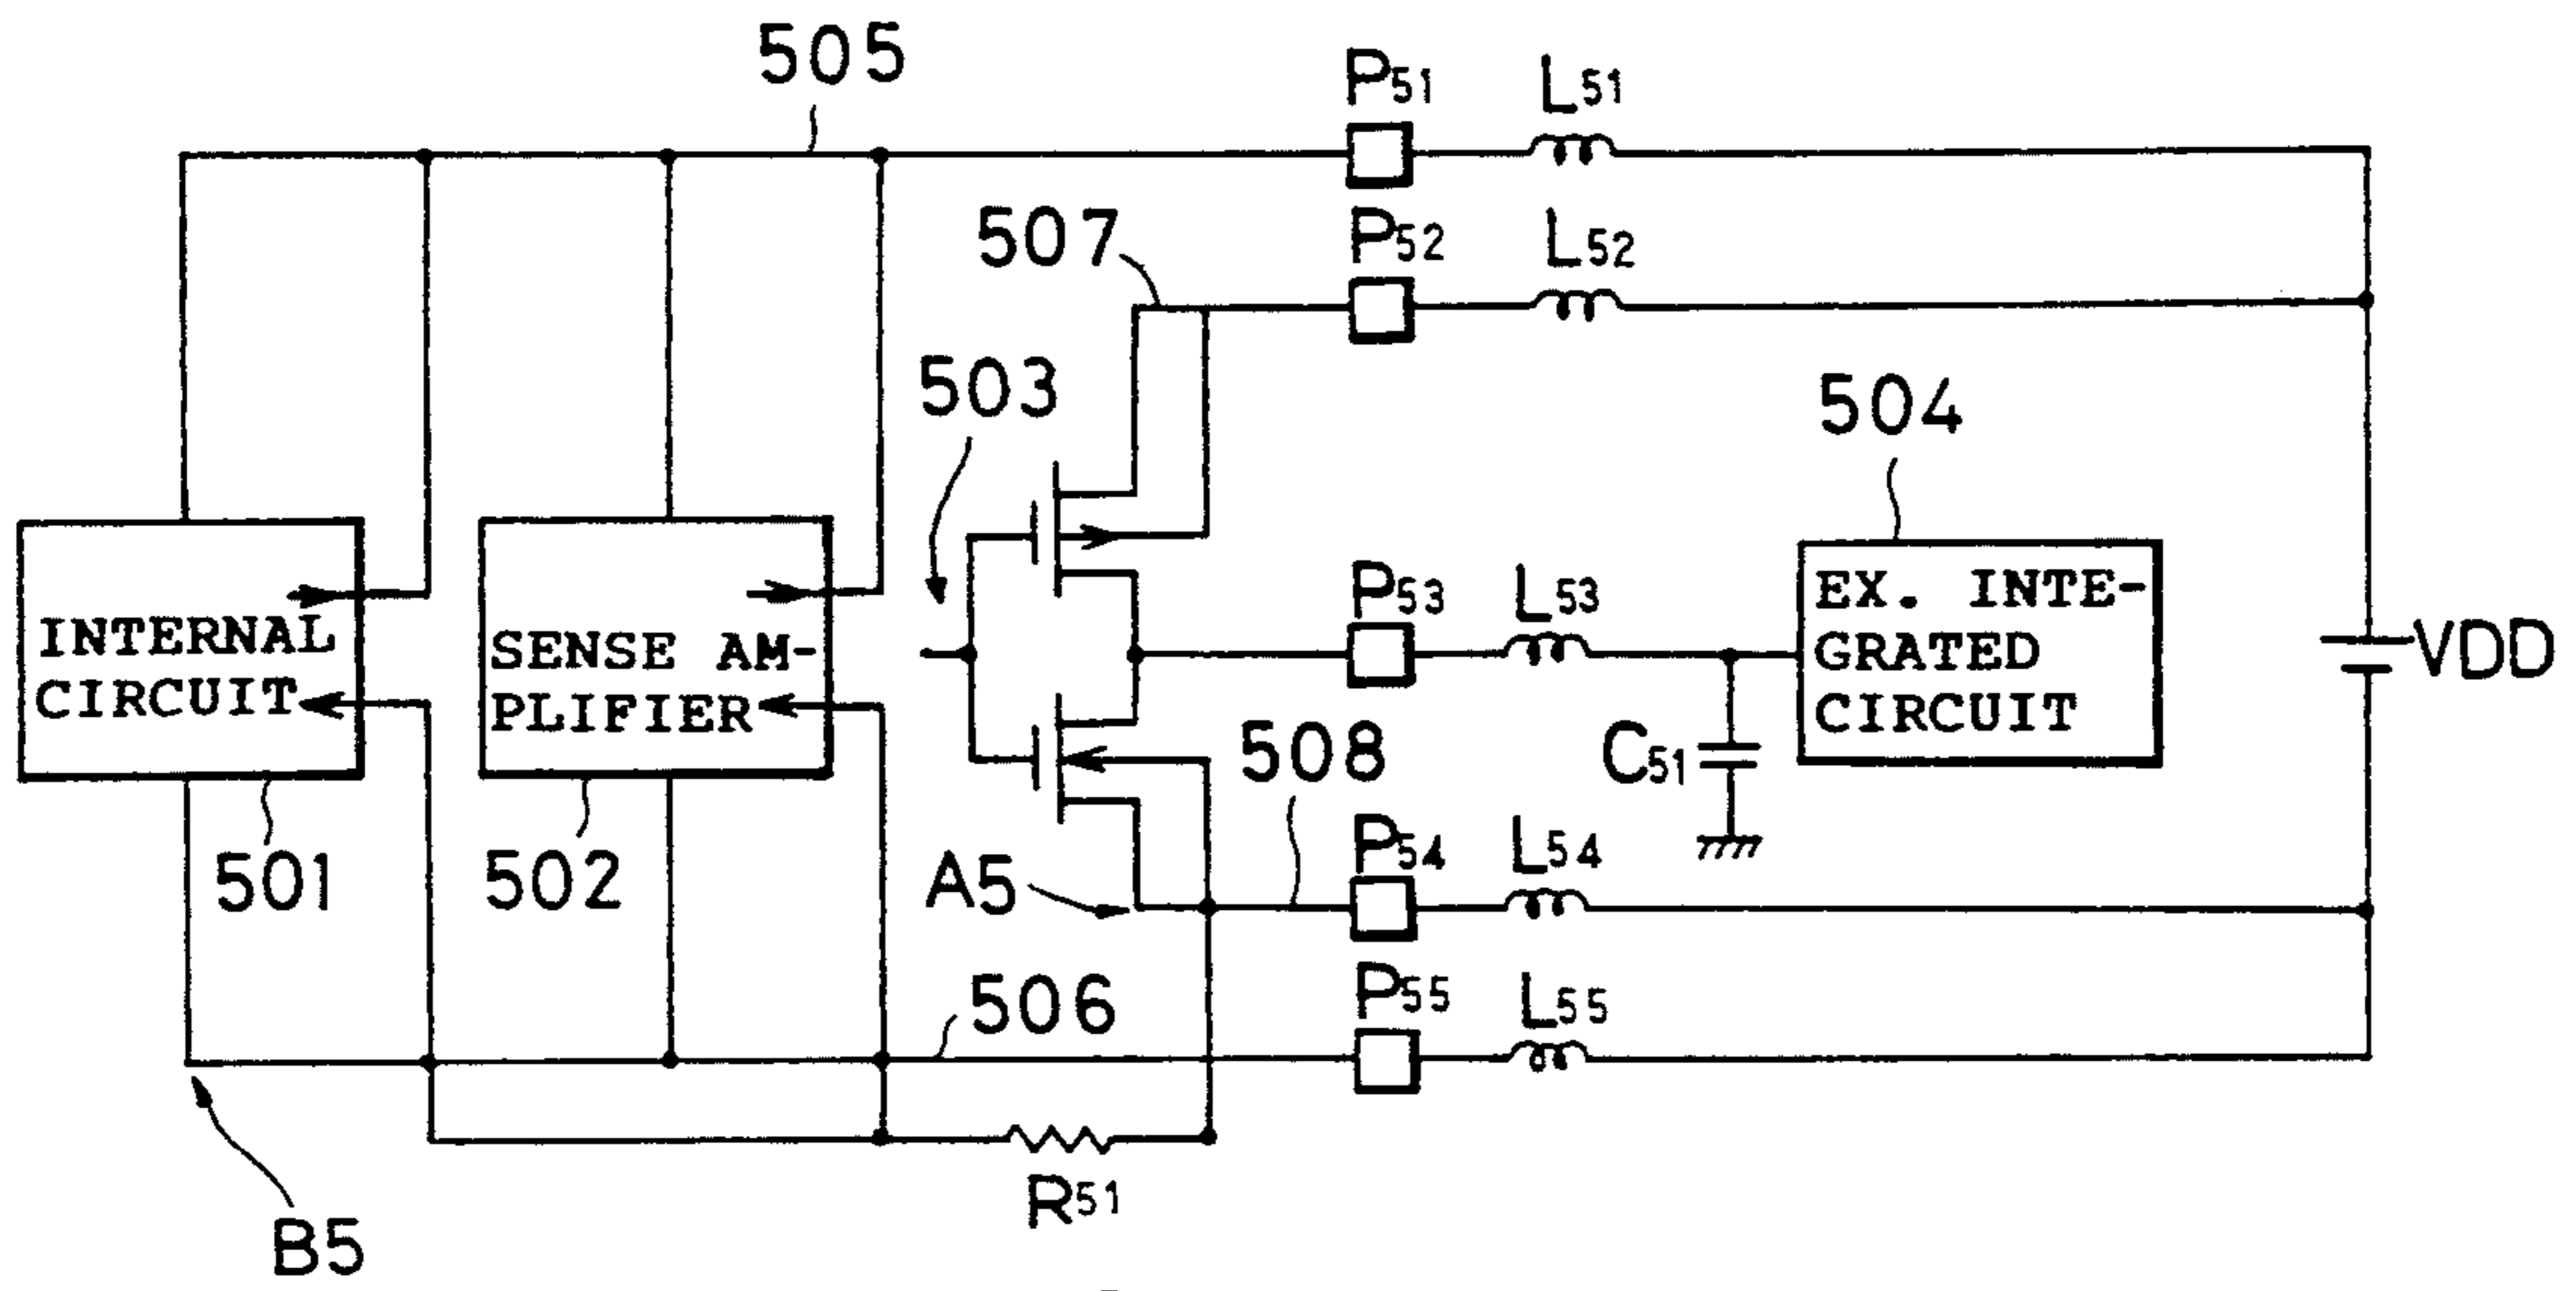 505
P51
L51
507
P52
L52
503
504
P53
L53
INTERNAL
CIRCUIT
SENSE AM-
PLIFIER
EX. INTE-
GRATED
CIRCUIT
VDD
C51
508
501
502
A5
P54
L54
506
P55
L55
R51
B5